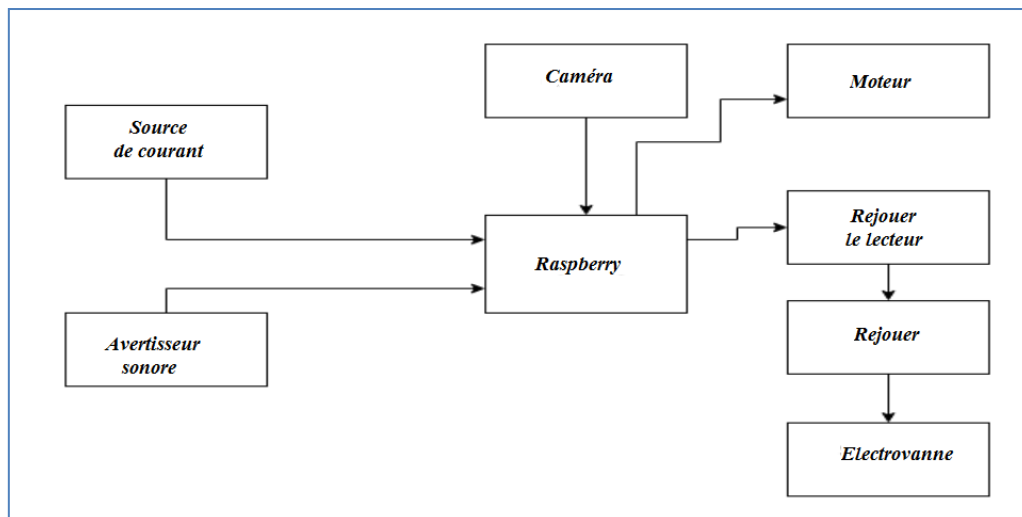 Caméra
Moteur
Source
de courant
Rejouer
le lecteur
Raspberry
Avertisseur
sonore
Rejouer
Electrovanne